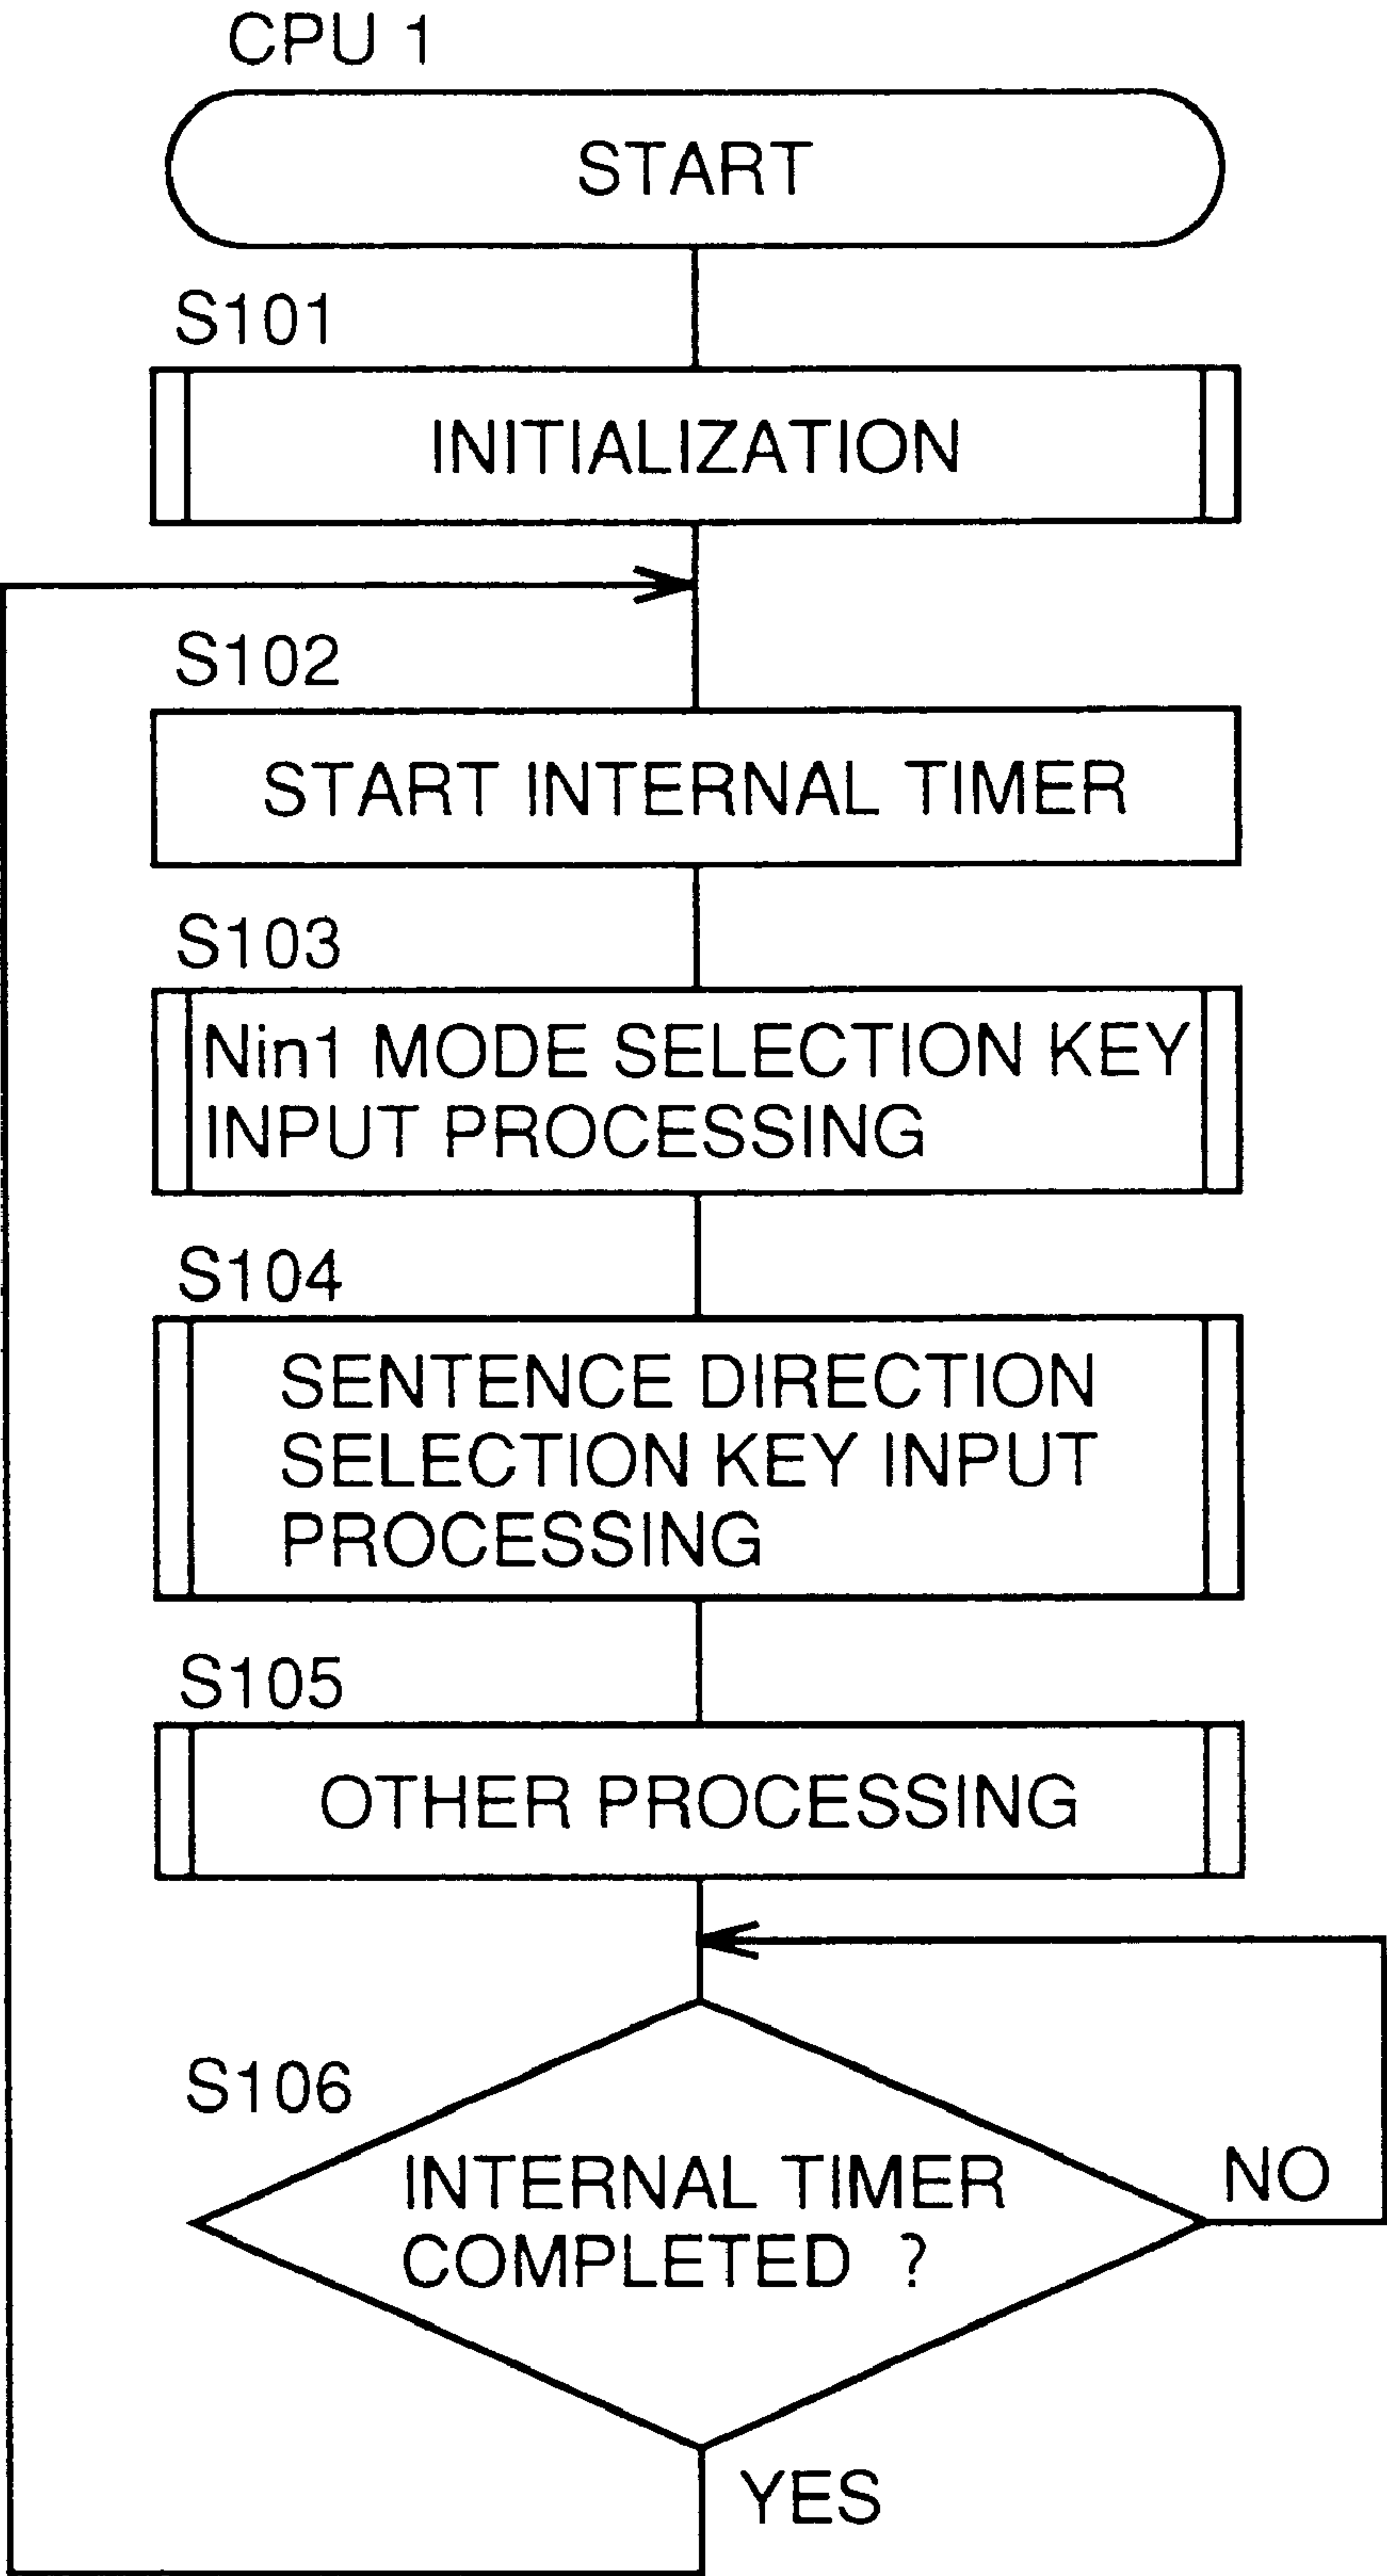 CPU 1
START
S101
INITIALIZATION
S102
START INTERNAL TIMER
S103
Nin1 MODE SELECTION KEY
INPUT PROCESSING
S104
SENTENCE DIRECTION
SELECTION KEY INPUT
PROCESSING
S105
OTHER PROCESSING
S106
INTERNAL TIMER
COMPLETED ?
NO
YES